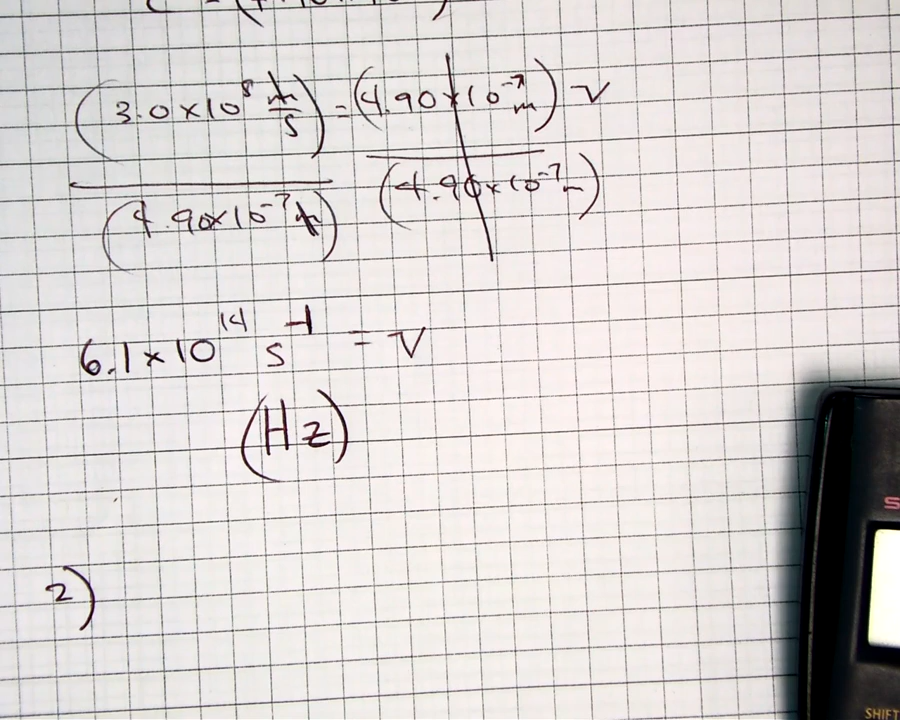 (3.0×10⁸ m/s) = (4.90×10⁻⁷ m) ν
(4.90×10⁻⁷ m) (4.90×10⁻⁷ m)
6.1×10¹⁴ s⁻¹ = ν
(Hz)
2)
SHIFT